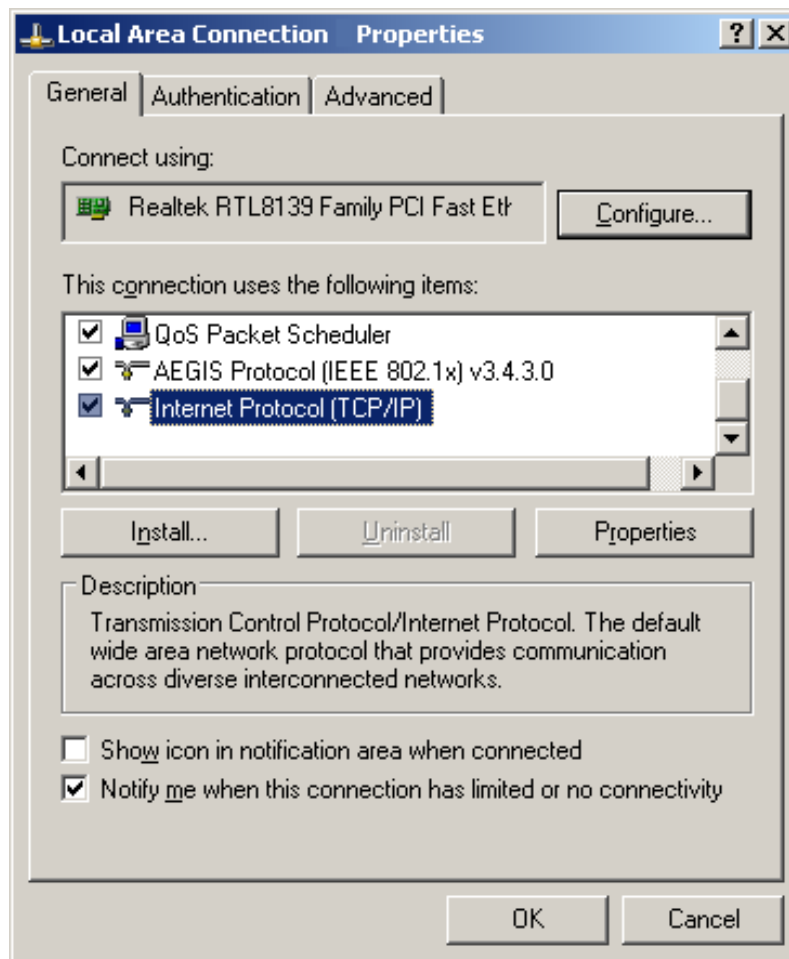 Local Area Connection Properties
General Authentication Advanced
Connect using:
Realtek RTL8139 Family PCI Fast Eth
Configure...
This connection uses the following items:
QoS Packet Scheduler
AEGIS Protocol (IEEE 802.1x) v3.4.3.0
Internet Protocol (TCP/IP)
Install... Uninstall Properties
Description
Transmission Control Protocol/Internet Protocol. The default
wide area network protocol that provides communication
across diverse interconnected networks.
Show icon in notification area when connected
Notify me when this connection has limited or no connectivity
OK Cancel